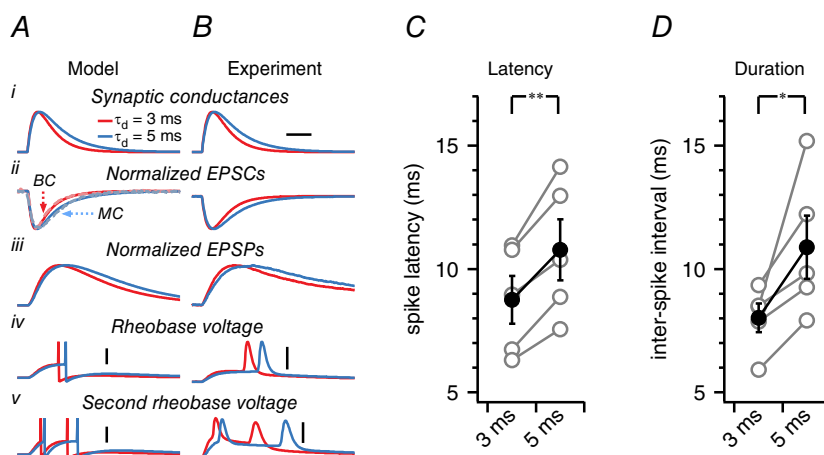 A
B
C
D
Model
Experiment
Latency
Duration
i
Synaptic conductances
τd = 3 ms
τd = 5 ms
ii
Normalized EPSCs
BC
MC
iii
Normalized EPSPs
iv
Rheobase voltage
v
Second rheobase voltage
**
15
10
5
spike latency (ms)
3 ms
5 ms
*
15
10
5
inter-spike interval (ms)
3 ms
5 ms